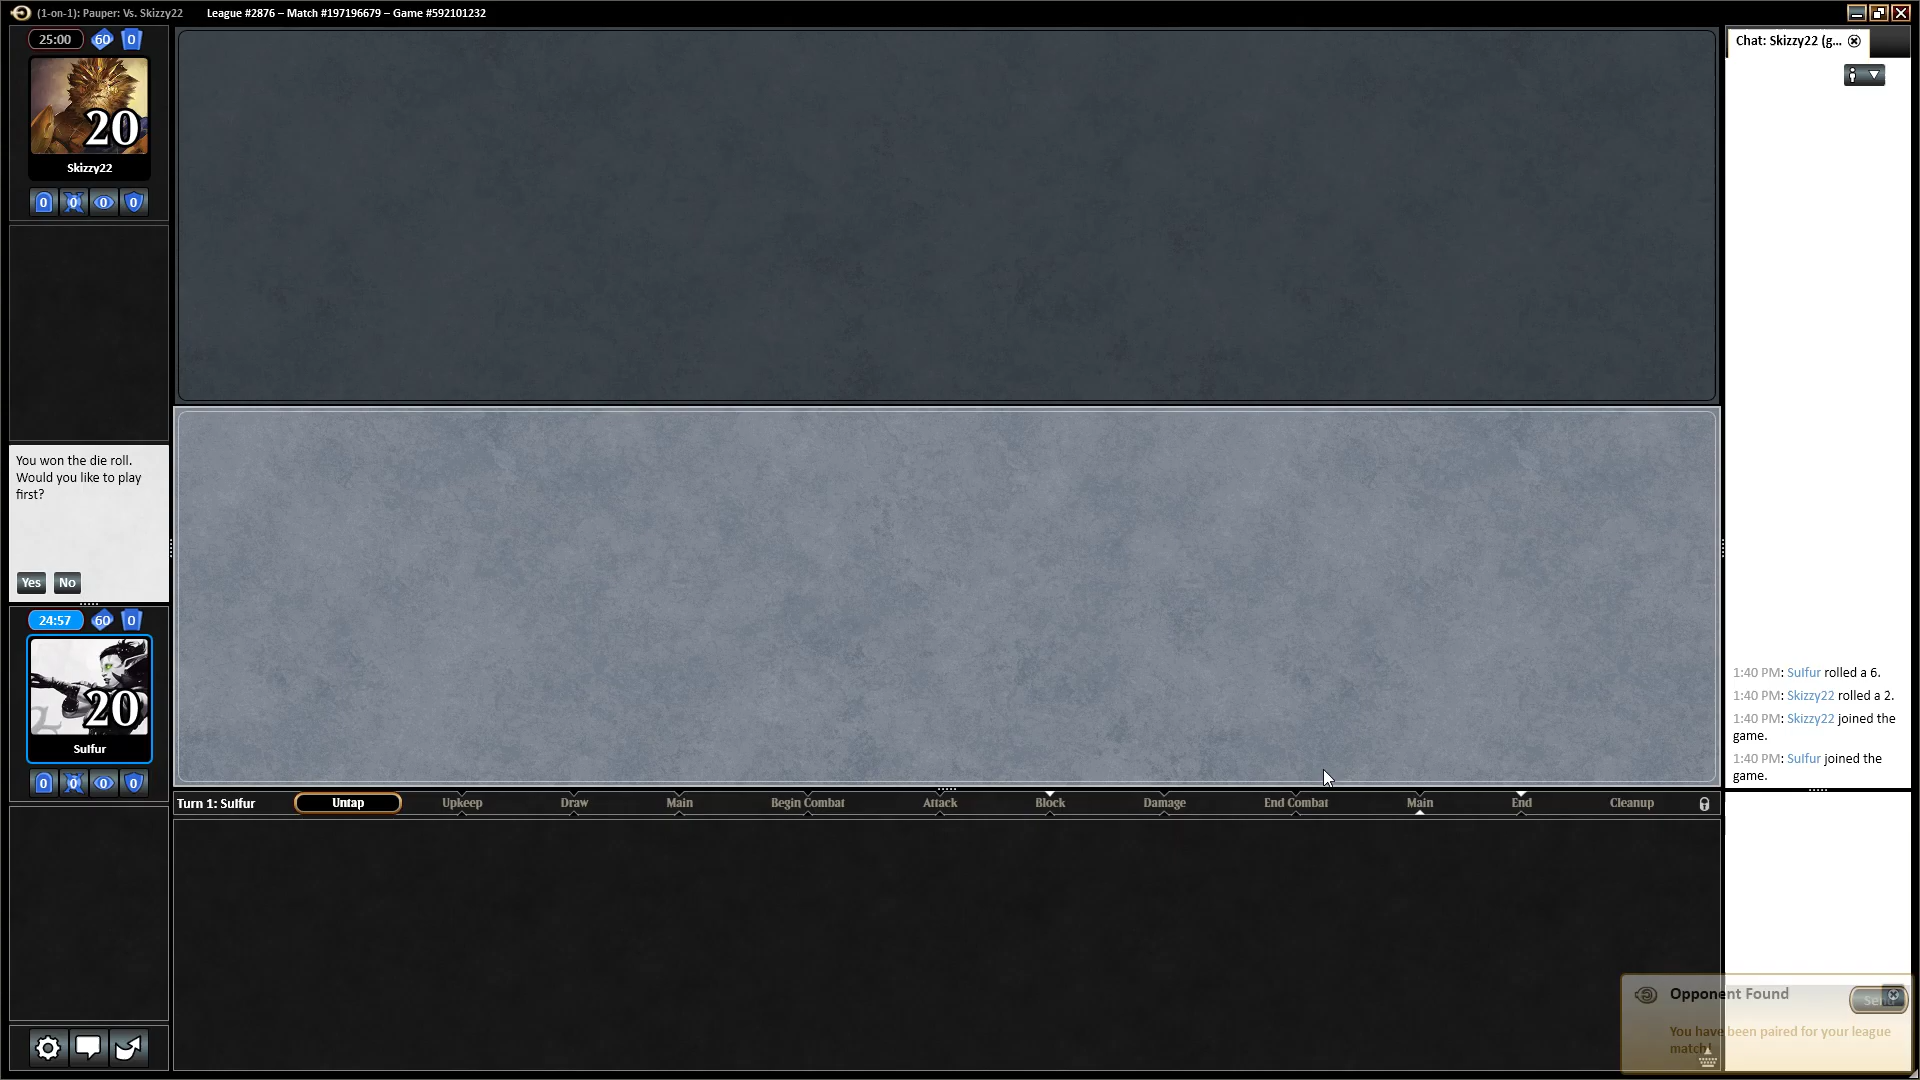 (1-on-1): Pauper: Vs. Skizzy22 League #2876 – Match #197196679 – Game #592101232
25:00 60 0
20
Skizzy22
0 0 0 0
You won the die roll.
Would you like to play
first?
Yes No
24:57 60 0
20
Sulfur
0 0 0 0
Turn 1: Sulfur Untap Upkeep Draw Main Begin Combat Attack Block Damage End Combat Main End Cleanup
Chat: Skizzy22 (g...
1:40 PM: Sulfur rolled a 6.
1:40 PM: Skizzy22 rolled a 2.
1:40 PM: Skizzy22 joined the
game.
1:40 PM: Sulfur joined the
game.
Opponent Found
You have been paired for your league
match!